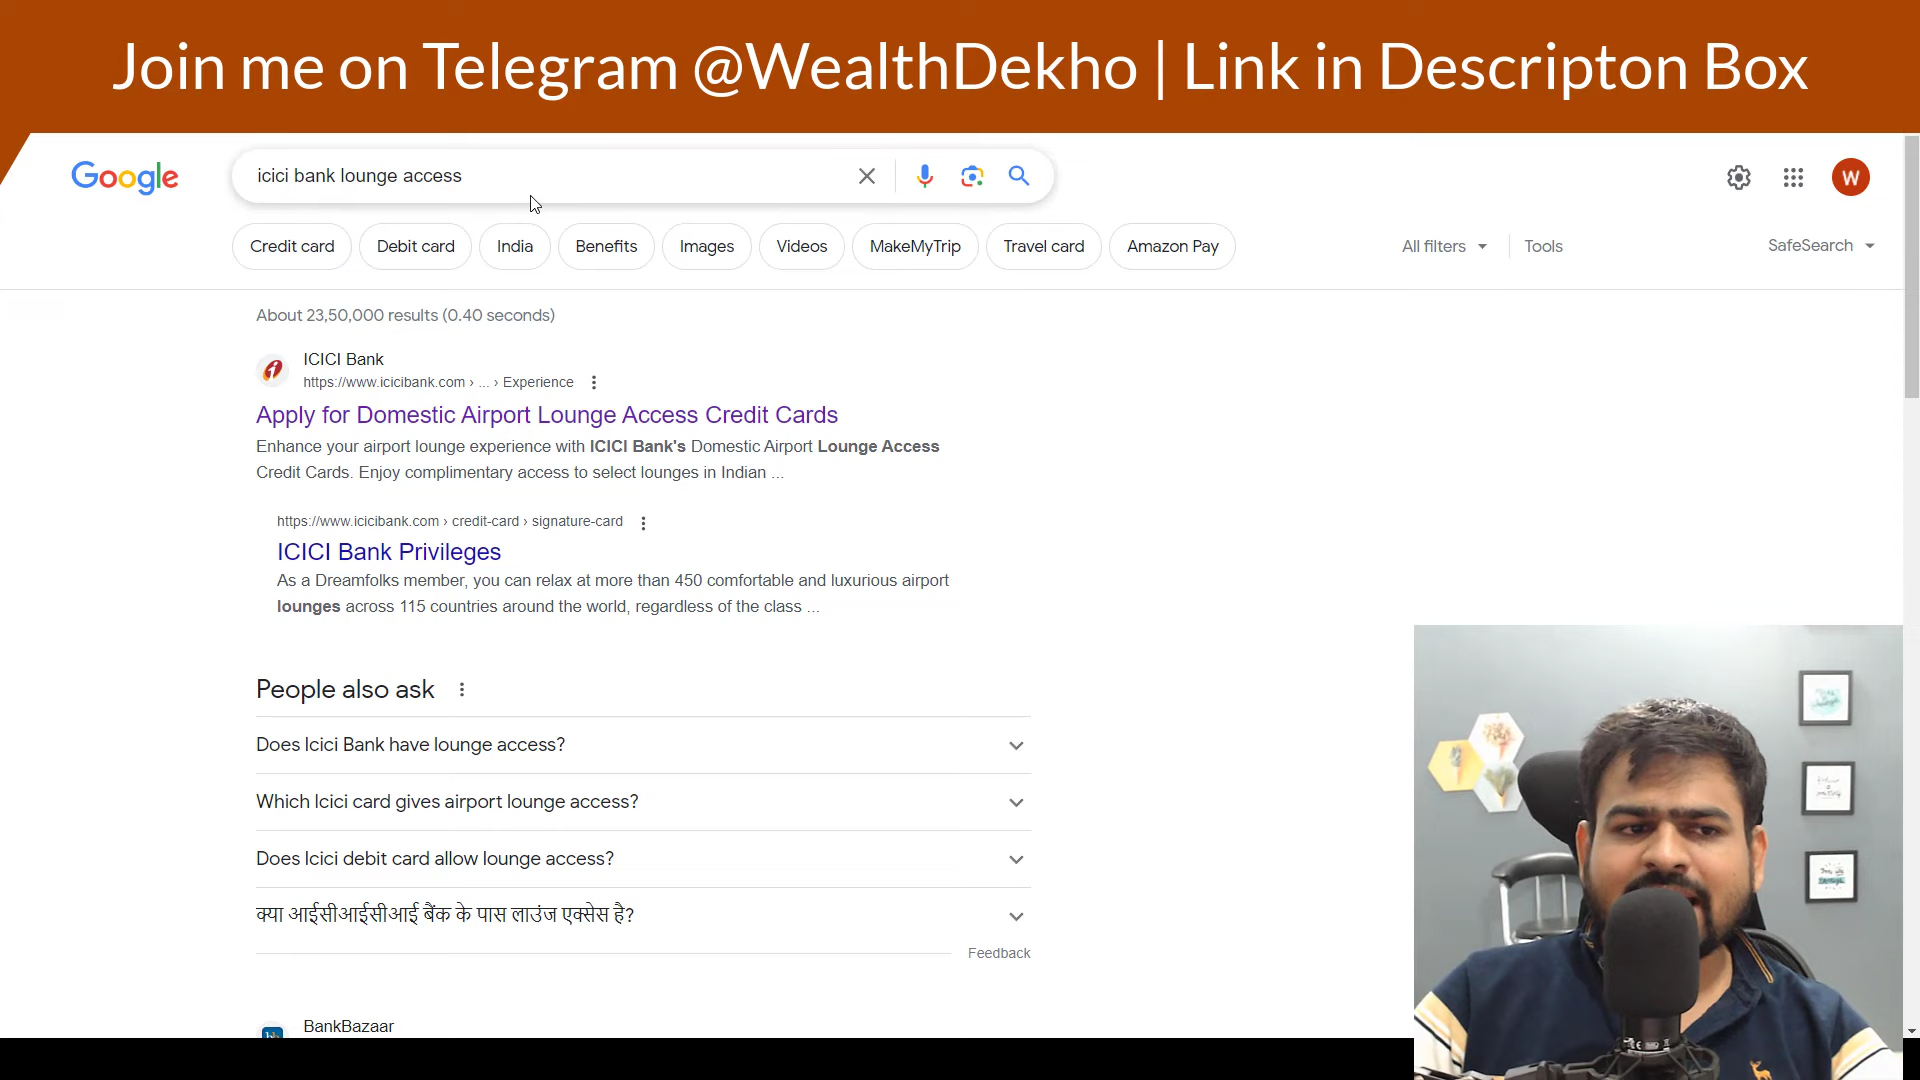 Join me on Telegram @WealthDekho | Link in Descripton Box
Google
icici bank lounge access
W
Credit card
Debit card
India
Benefits
Images
Videos
MakeMyTrip
Travel card
Amazon Pay
All filters
Tools
SafeSearch
About 23,50,000 results (0.40 seconds)
ICICI Bank
https://www.icicibank.com › ... › Experience
Apply for Domestic Airport Lounge Access Credit Cards
Enhance your airport lounge experience with ICICI Bank's Domestic Airport Lounge Access
Credit Cards. Enjoy complimentary access to select lounges in Indian ...
https://www.icicibank.com › credit-card › signature-card
ICICI Bank Privileges
As a Dreamfolks member, you can relax at more than 450 comfortable and luxurious airport
lounges across 115 countries around the world, regardless of the class ...
People also ask
Does Icici Bank have lounge access?
Which Icici card gives airport lounge access?
Does Icici debit card allow lounge access?
क्या आईसीआईसीआई बैंक के पास लाउंज एक्सेस है?
Feedback
BankBazaar